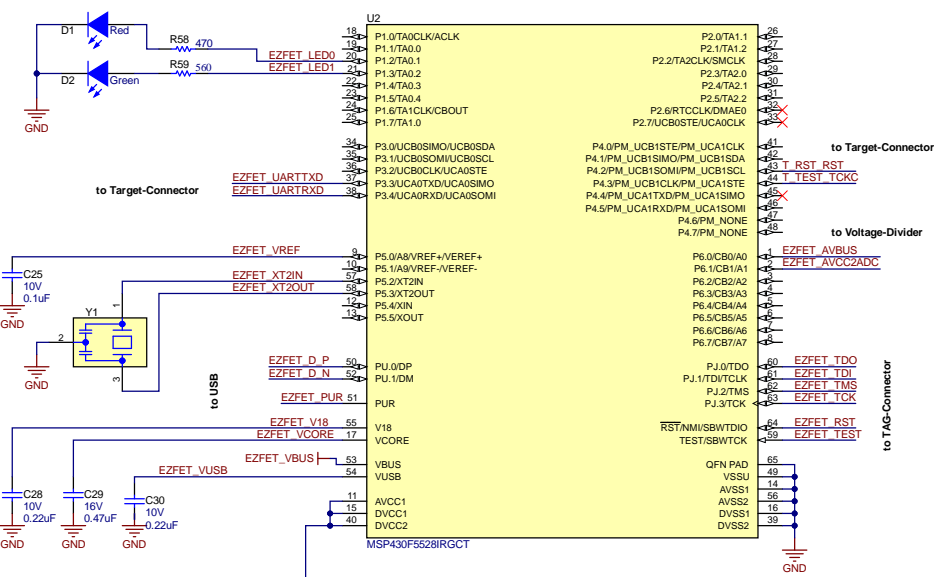 U2
D1
Red
R58
470
EZFET_LED0
D2
Green
R59
560
EZFET_LED1
GND
18
P1.0/TA0CLK/ACLK
19
P1.1/TA0.0
20
P1.2/TA0.1
21
P1.3/TA0.2
22
P1.4/TA0.3
23
P1.5/TA0.4
24
P1.6/TA1CLK/CBOUT
25
P1.7/TA1.0
P2.0/TA1.1
26
P2.1/TA1.2
27
P2.2/TA2CLK/SMCLK
28
P2.3/TA2.0
29
P2.4/TA2.1
30
P2.5/TA2.2
31
P2.6/RTCCLK/DMAE0
32
P2.7/UCB0STE/UCA0CLK
33
34
P3.0/UCB0SIMO/UCB0SDA
35
P3.1/UCB0SOMI/UCB0SCL
36
P3.2/UCB0CLK/UCA0STE
to Target-Connector
EZFET_UARTTXD
37
P3.3/UCA0TXD/UCA0SIMO
EZFET_UARTRXD
38
P3.4/UCA0RXD/UCA0SOMI
P4.0/PM_UCB1STE/PM_UCA1CLK
41
to Target-Connector
P4.1/PM_UCB1SIMO/PM_UCB1SDA
42
P4.2/PM_UCB1SOMI/PM_UCB1SCL
43
T_RST_RST
P4.3/PM_UCB1CLK/PM_UCA1STE
44
T_TEST_TCKC
P4.4/PM_UCA1TXD/PM_UCA1SIMO
45
P4.5/PM_UCA1RXD/PM_UCA1SOMI
46
P4.6/PM_NONE
47
P4.7/PM_NONE
48
to Voltage-Divider
EZFET_VREF
9
P5.0/A8/VREF+/VEREF+
10
P5.1/A9/VREF-/VEREF-
EZFET_XT2IN
57
P5.2/XT2IN
EZFET_XT2OUT
58
P5.3/XT2OUT
12
P5.4/XIN
13
P5.5/XOUT
C25
10V
0.1uF
GND
Y1
1
2
3
GND
P6.0/CB0/A0
1
EZFET_AVBUS
P6.1/CB1/A1
2
EZFET_AVCC2ADC
P6.2/CB2/A2
3
P6.3/CB3/A3
4
P6.4/CB4/A4
5
P6.5/CB5/A5
6
P6.6/CB6/A6
7
P6.7/CB7/A7
8
to USB
EZFET_D_P
50
PU.0/DP
EZFET_D_N
52
PU.1/DM
EZFET_PUR
51
PUR
PJ.0/TDO
60
EZFET_TDO
PJ.1/TDI/TCLK
61
EZFET_TDI
PJ.2/TMS
62
EZFET_TMS
PJ.3/TCK
63
EZFET_TCK
to TAG-Connector
EZFET_V18
55
V18
EZFET_VCORE
17
VCORE
RST/NMI/SBWTDIO
64
EZFET_RST
TEST/SBWTCK
59
EZFET_TEST
EZFET_VBUS
53
VBUS
EZFET_VUSB
54
VUSB
C28
10V
0.22uF
GND
C29
16V
0.47uF
GND
C30
10V
0.22uF
GND
11
AVCC1
15
DVCC1
40
DVCC2
QFN PAD
65
VSSU
49
AVSS1
14
AVSS2
56
DVSS1
16
DVSS2
39
GND
MSP430F5528IRGCT